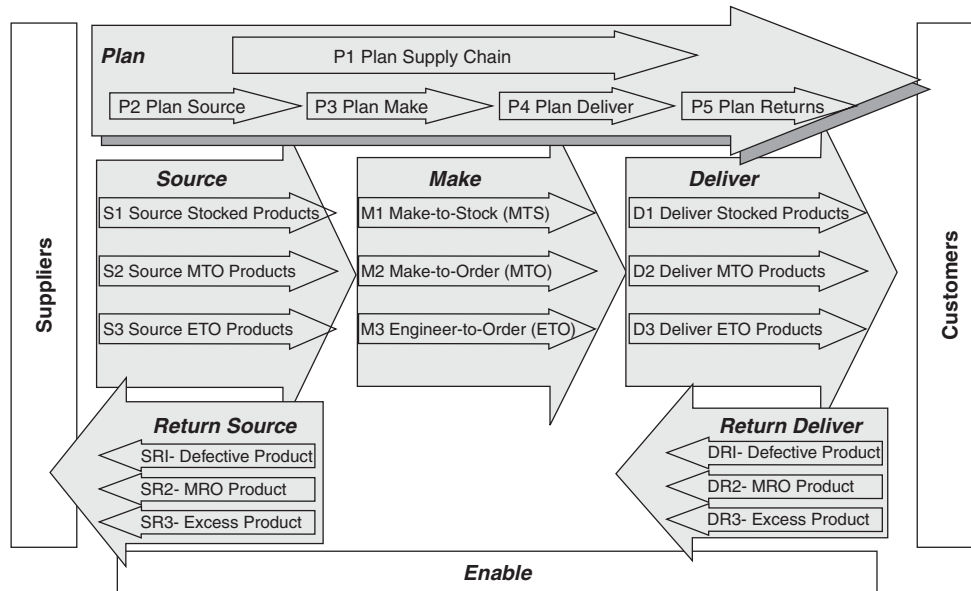 Plan
P1 Plan Supply Chain
P2 Plan Source
P3 Plan Make
P4 Plan Deliver
P5 Plan Returns
Suppliers
Source
S1 Source Stocked Products
S2 Source MTO Products
S3 Source ETO Products
Make
M1 Make-to-Stock (MTS)
M2 Make-to-Order (MTO)
M3 Engineer-to-Order (ETO)
Deliver
D1 Deliver Stocked Products
D2 Deliver MTO Products
D3 Deliver ETO Products
Customers
Return Source
SRI- Defective Product
SR2- MRO Product
SR3- Excess Product
Return Deliver
DRI- Defective Product
DR2- MRO Product
DR3- Excess Product
Enable